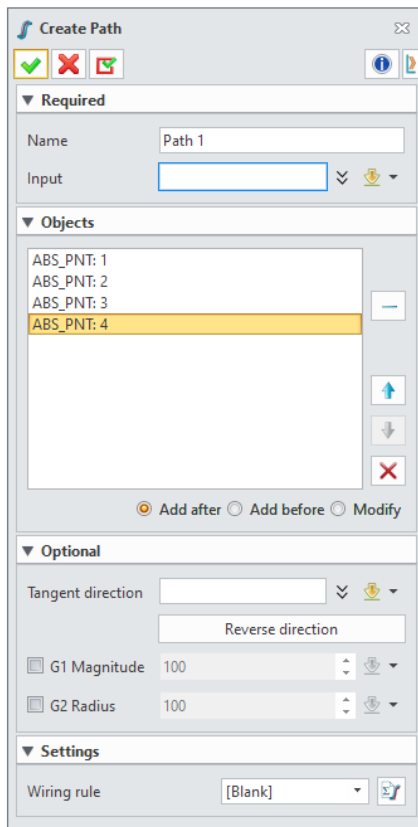 Create Path
Required
Name Path 1
Input
Objects
ABS_PNT: 1
ABS_PNT: 2
ABS_PNT: 3
ABS_PNT: 4
Add after Add before Modify
Optional
Tangent direction
Reverse direction
G1 Magnitude 100
G2 Radius 100
Settings
Wiring rule [Blank]